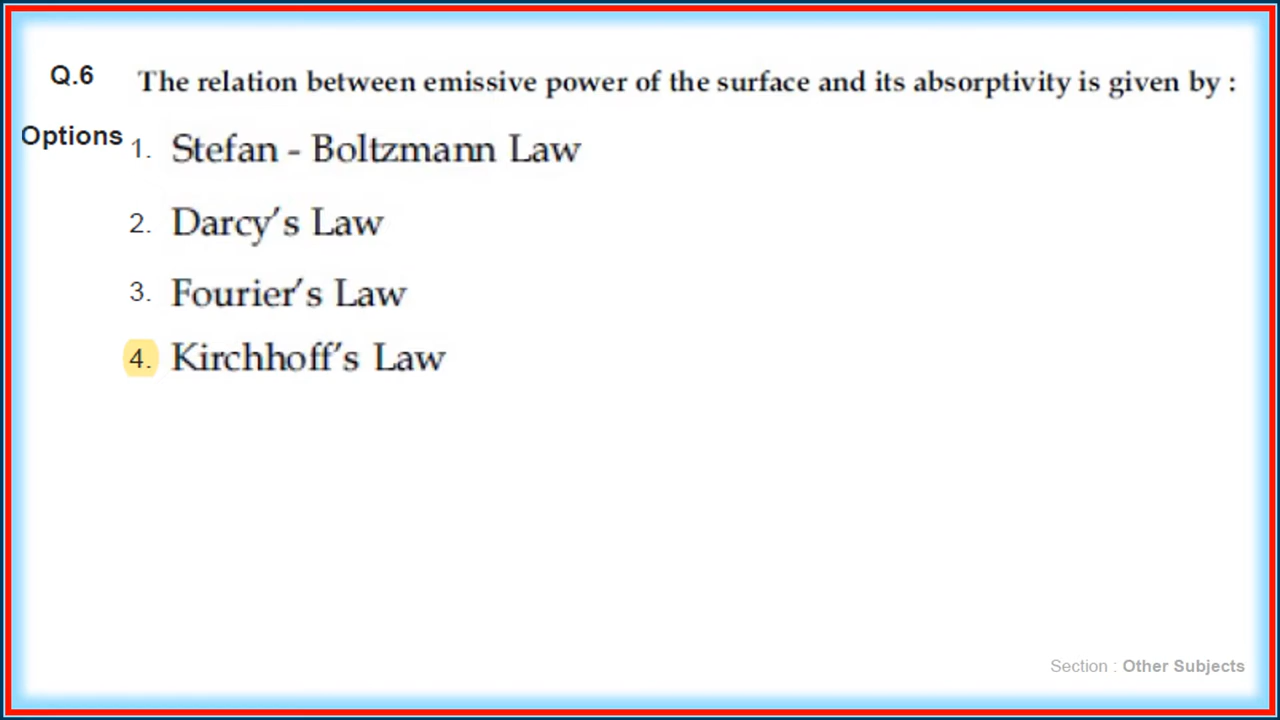 Q.6 The relation between emissive power of the surface and its absorptivity is given by :
Options 1. Stefan - Boltzmann Law
2. Darcy's Law
3. Fourier's Law
4. Kirchhoff's Law
Section : Other Subjects